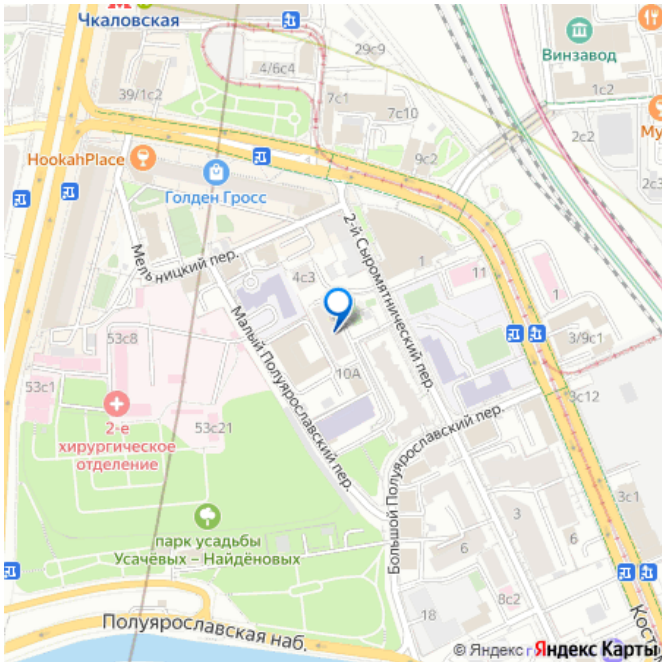 Чкаловская
29с9
Винзавод
4/6с4
39/1с2
7с1
7с10
1с2
2с2
Му
9с2
HookahPlace
Голден Гросс
2с3
Мельницкий пер.
2-й Сыромятнический пер.
4с3
1
11
1
Малый Полуярославский пер.
53с8
3/9с1
53с1
10А
3с12
2-е
хирургическое
отделение
53с21
Большой Полуярославский пер.
парк усадьбы
Усачёвых – Найдёновых
3с1
3
6
6
8с2
18
Полуярославская наб.
© Яндекс
Яндекс Карты